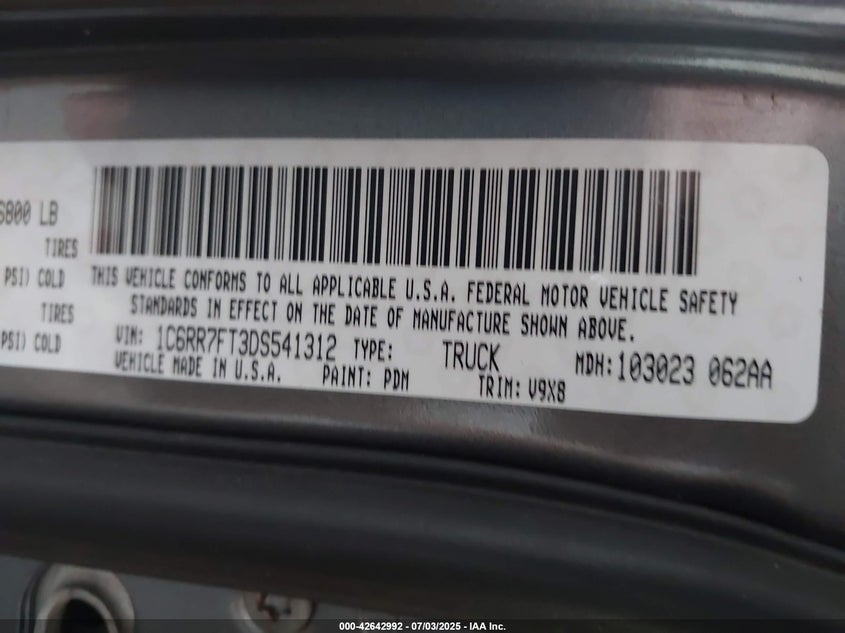 6800 LB
TIRES
PSI) COLD
TIRES
PSI) COLD
THIS VEHICLE CONFORMS TO ALL APPLICABLE U.S.A. FEDERAL MOTOR VEHICLE SAFETY
STANDARDS IN EFFECT ON THE DATE OF MANUFACTURE SHOWN ABOVE.
VIN: 1C6RR7FT3DS541312 TYPE: TRUCK MDH:103023 062AA
VEHICLE MADE IN U.S.A. PAINT: PDM TRIM: V9X8
000-42642992 - 07/03/2025 - IAA Inc.